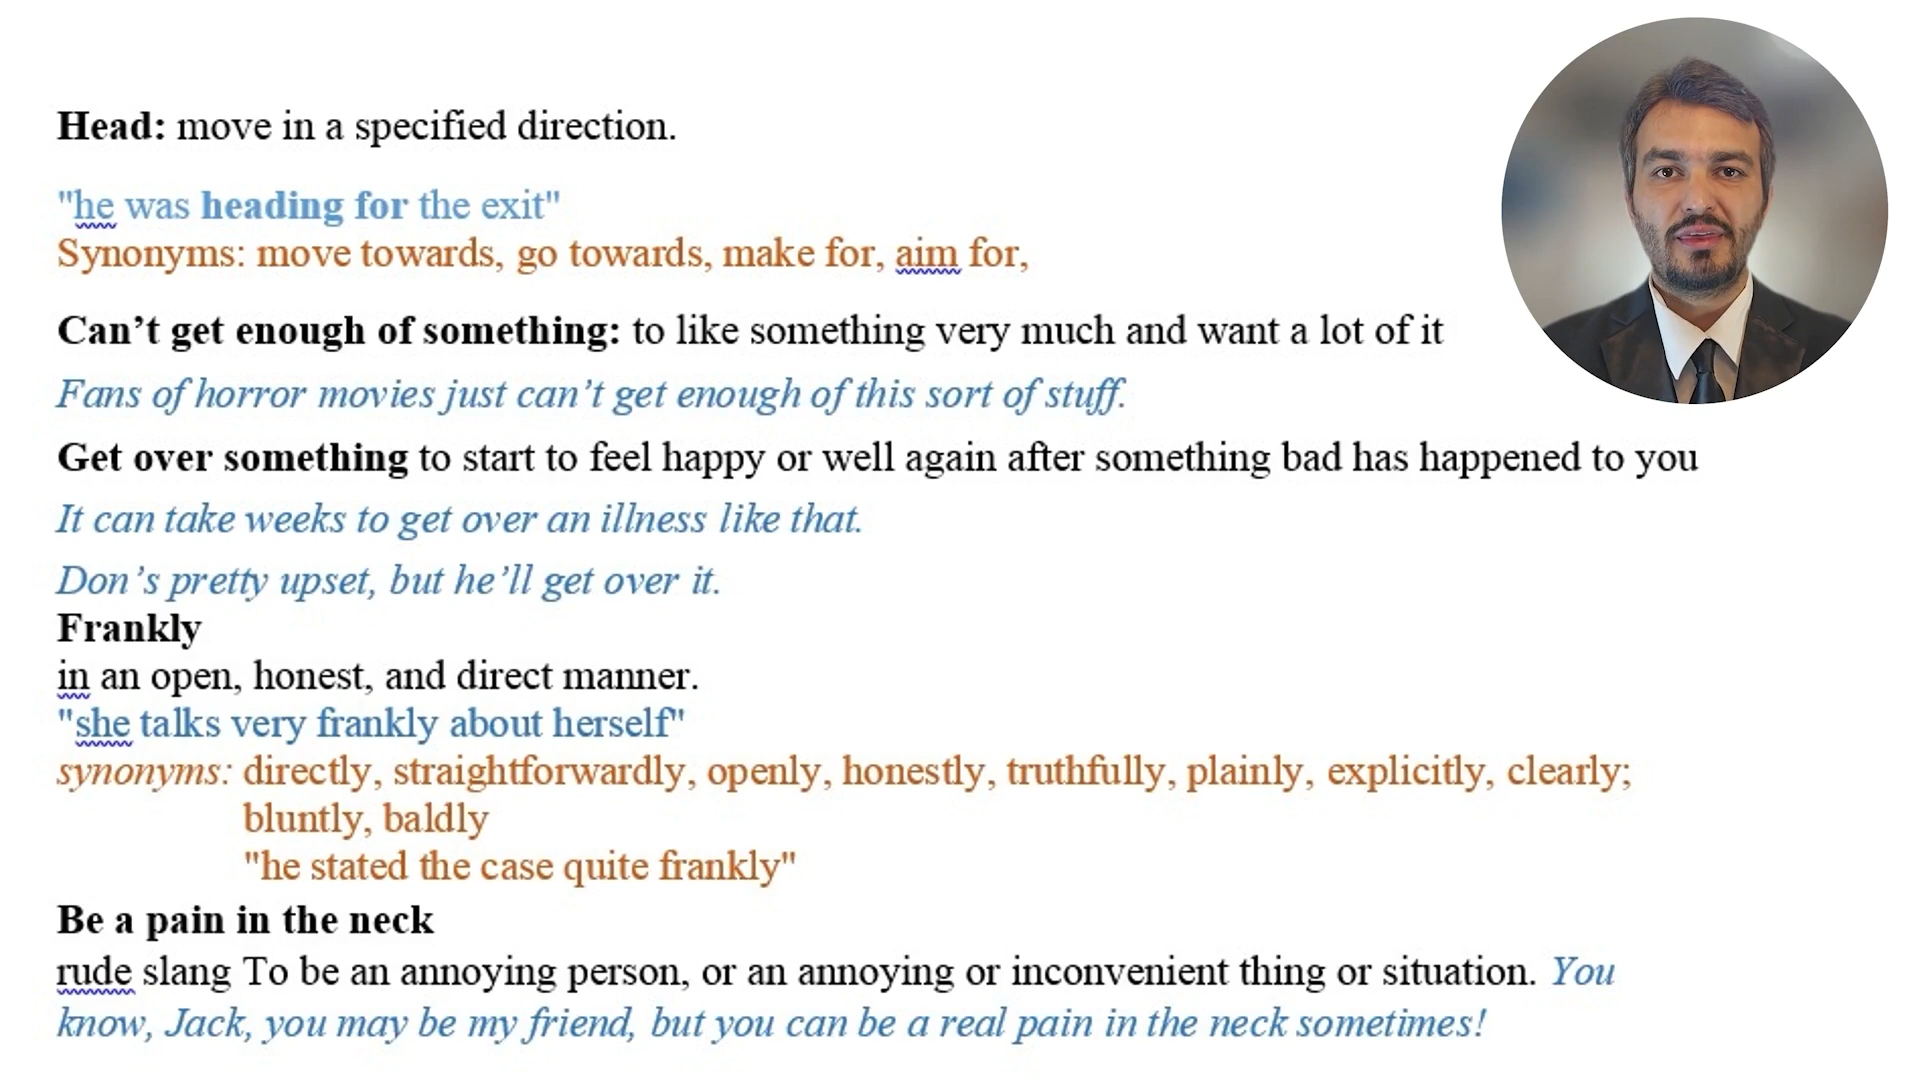 Head: move in a specified direction.
"he was heading for the exit"
Synonyms: move towards, go towards, make for, aim for,
Can’t get enough of something: to like something very much and want a lot of it
Fans of horror movies just can’t get enough of this sort of stuff.
Get over something to start to feel happy or well again after something bad has happened to you
It can take weeks to get over an illness like that.
Don’s pretty upset, but he’ll get over it.
Frankly
in an open, honest, and direct manner.
"she talks very frankly about herself"
synonyms: directly, straightforwardly, openly, honestly, truthfully, plainly, explicitly, clearly;
bluntly, baldly
"he stated the case quite frankly"
Be a pain in the neck
rude slang To be an annoying person, or an annoying or inconvenient thing or situation. You
know, Jack, you may be my friend, but you can be a real pain in the neck sometimes!